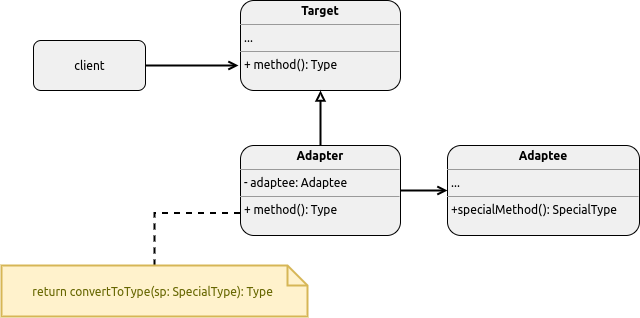 Target
...
+ method(): Type
client
Adapter
- adaptee: Adaptee
+ method(): Type
Adaptee
...
+specialMethod(): SpecialType
return convertToType(sp: SpecialType): Type